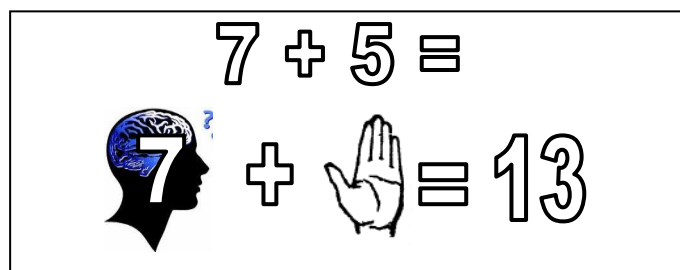 7 + 5 =
7 + = 13